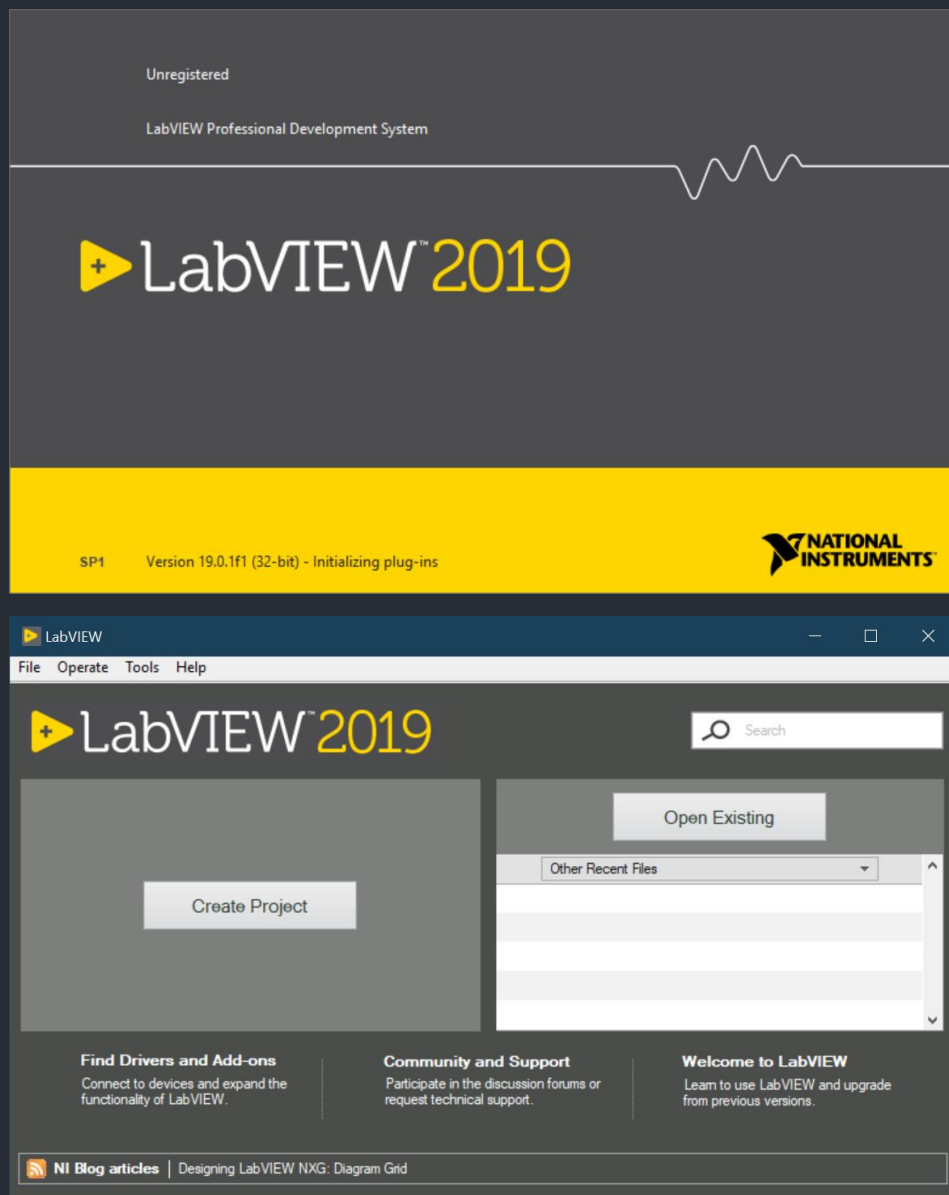 Unregistered
LabVIEW Professional Development System
LabVIEW™ 2019
SP1 Version 19.0.1f1 (32-bit) - Initializing plug-ins
NATIONAL
INSTRUMENTS™
LabVIEW
File Operate Tools Help
LabVIEW™ 2019
Search
Open Existing
Other Recent Files
Create Project
Find Drivers and Add-ons
Connect to devices and expand the
functionality of LabVIEW.
Community and Support
Participate in the discussion forums or
request technical support.
Welcome to LabVIEW
Learn to use LabVIEW and upgrade
from previous versions.
NI Blog articles | Designing LabVIEW NXG: Diagram Grid